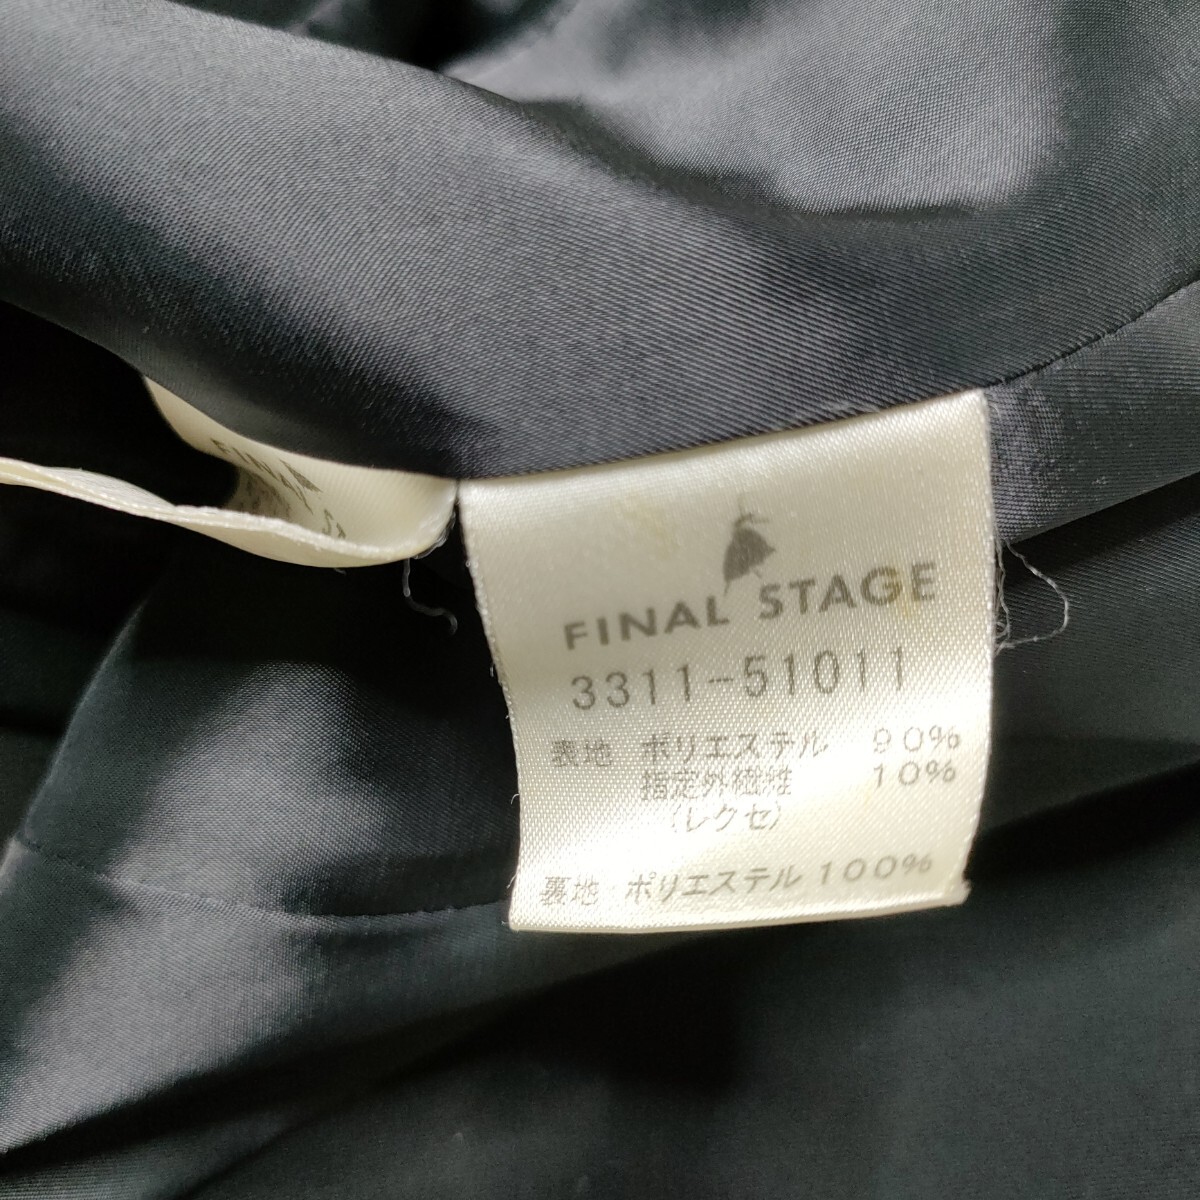 FINAL STAGE
3311-51011
表地 ポリエステル 90%
指定外繊維 10%
(レクセ)
裏地 ポリエステル 100%
FINAL